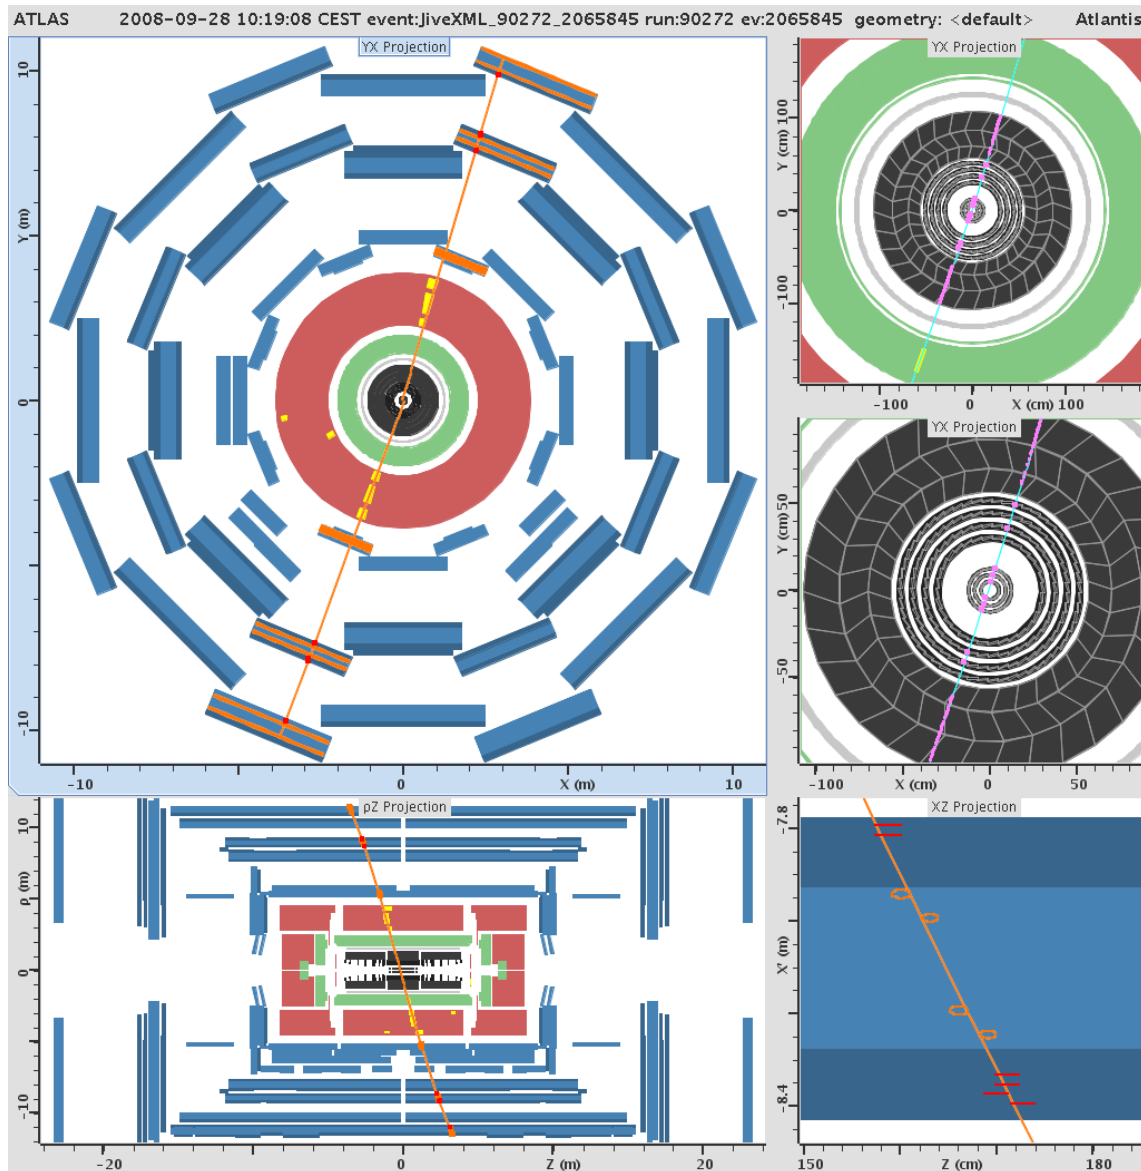 ATLAS 2008-09-28 10:19:08 CEST event:JiveXML_90272_2065845 run:90272 ev:2065845 geometry: <default> Atlantis
YX Projection
10
0
-10
Y (m)
-10 0 X (m) 10
YX Projection
100
0
-100
Y (cm)
-100 0 X (cm) 100
YX Projection
50
0
-50
Y (cm)
-100 0 X (cm) 50
ρZ Projection
10
0
-10
ρ (m)
-20 0 Z (m) 20
XZ Projection
-7.8
-8.4
X' (m)
150 Z (cm) 180